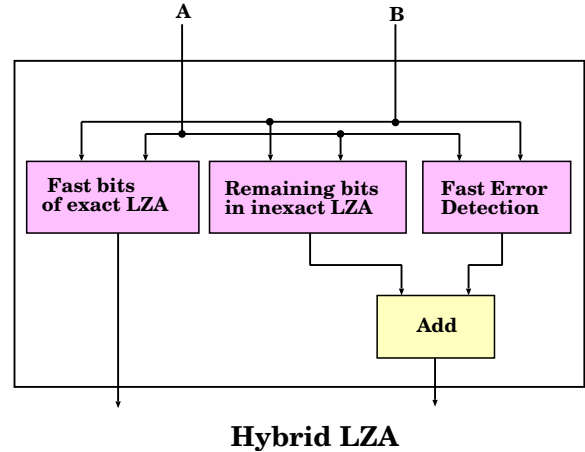 A
B
Fast bits
of exact LZA
Remaining bits
in inexact LZA
Fast Error
Detection
Add
Hybrid LZA